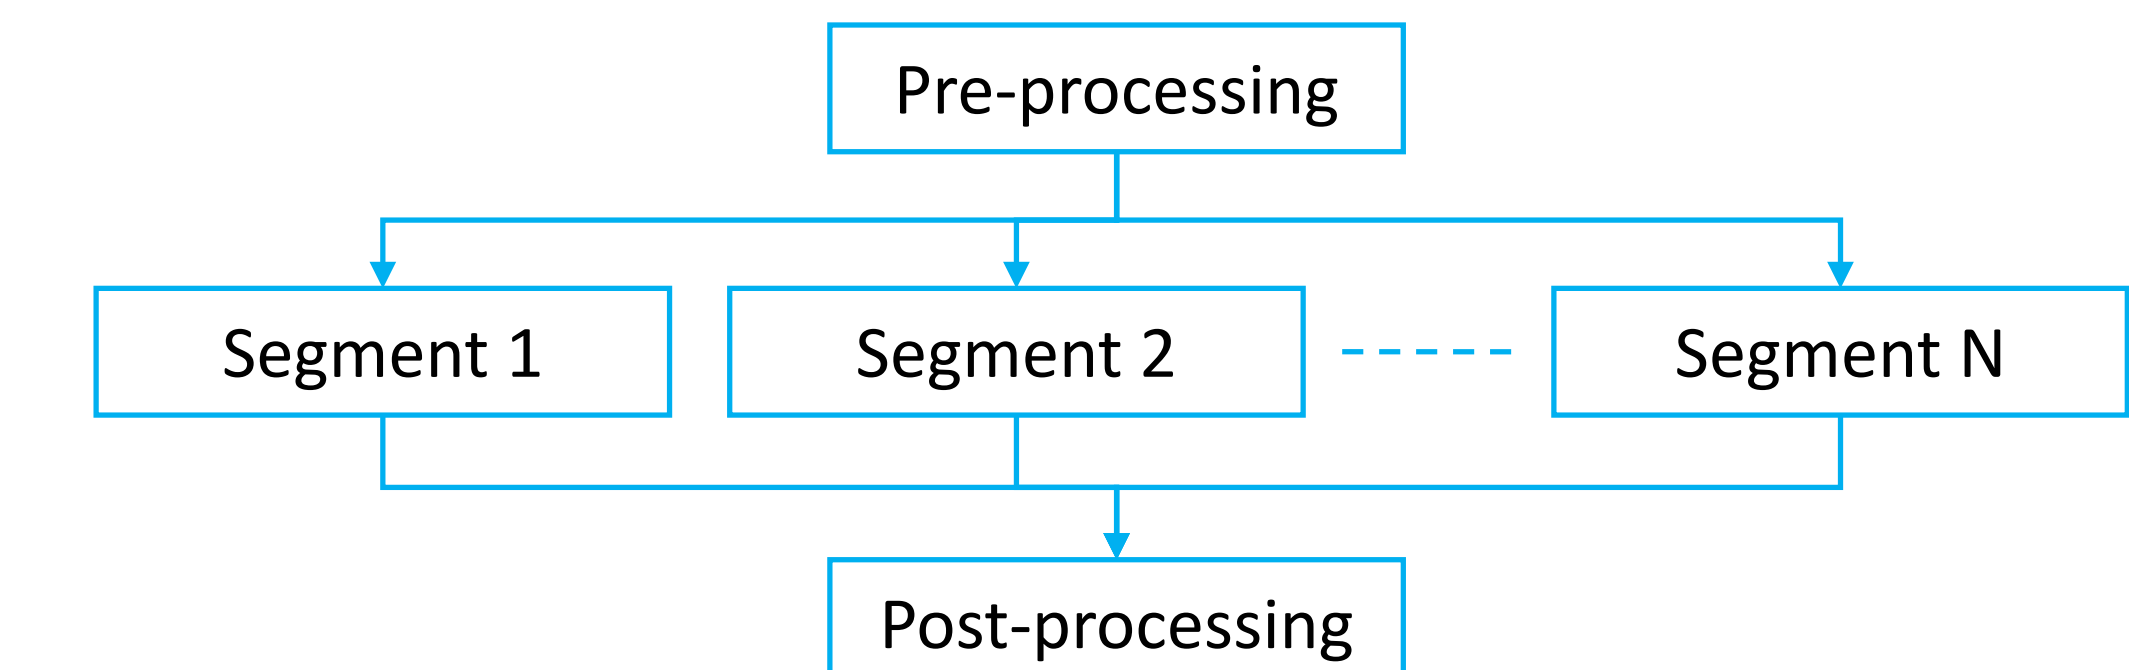 Pre-processing
Segment 1
Segment 2
Segment N
Post-processing